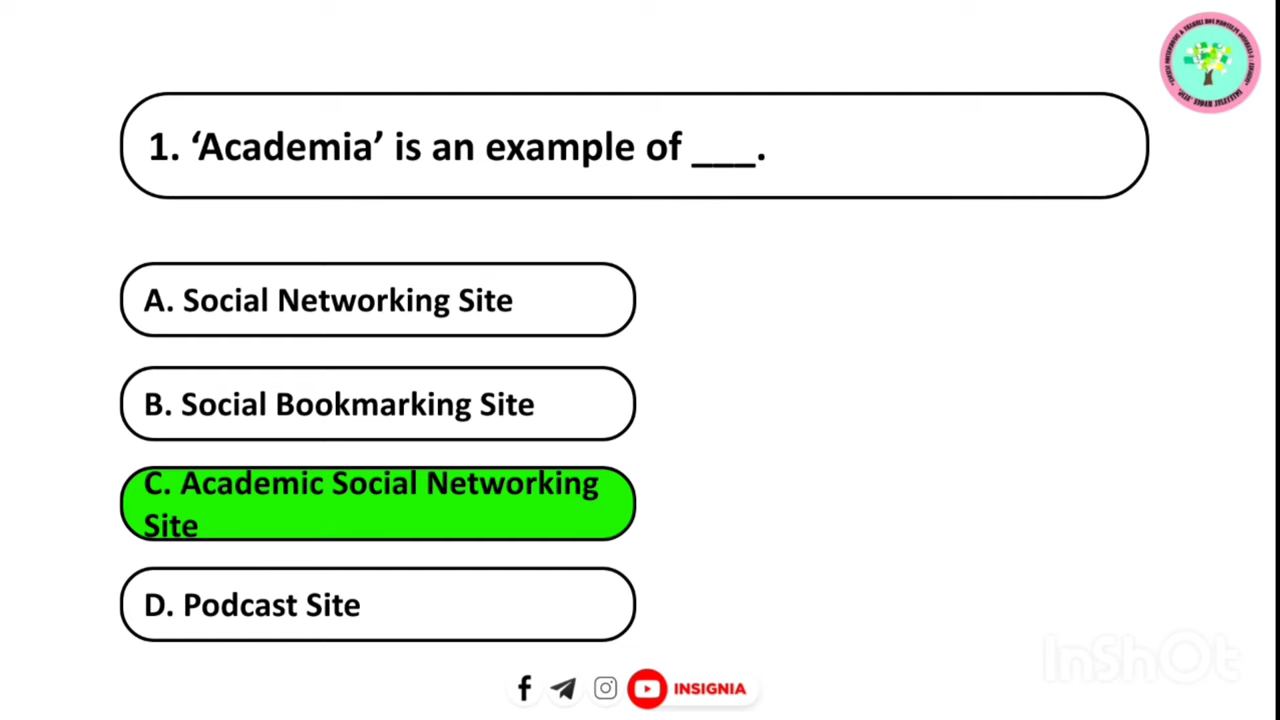 1. ‘Academia’ is an example of ___.
A. Social Networking Site
B. Social Bookmarking Site
C. Academic Social Networking
Site
D. Podcast Site
INSIGNIA
InShOt